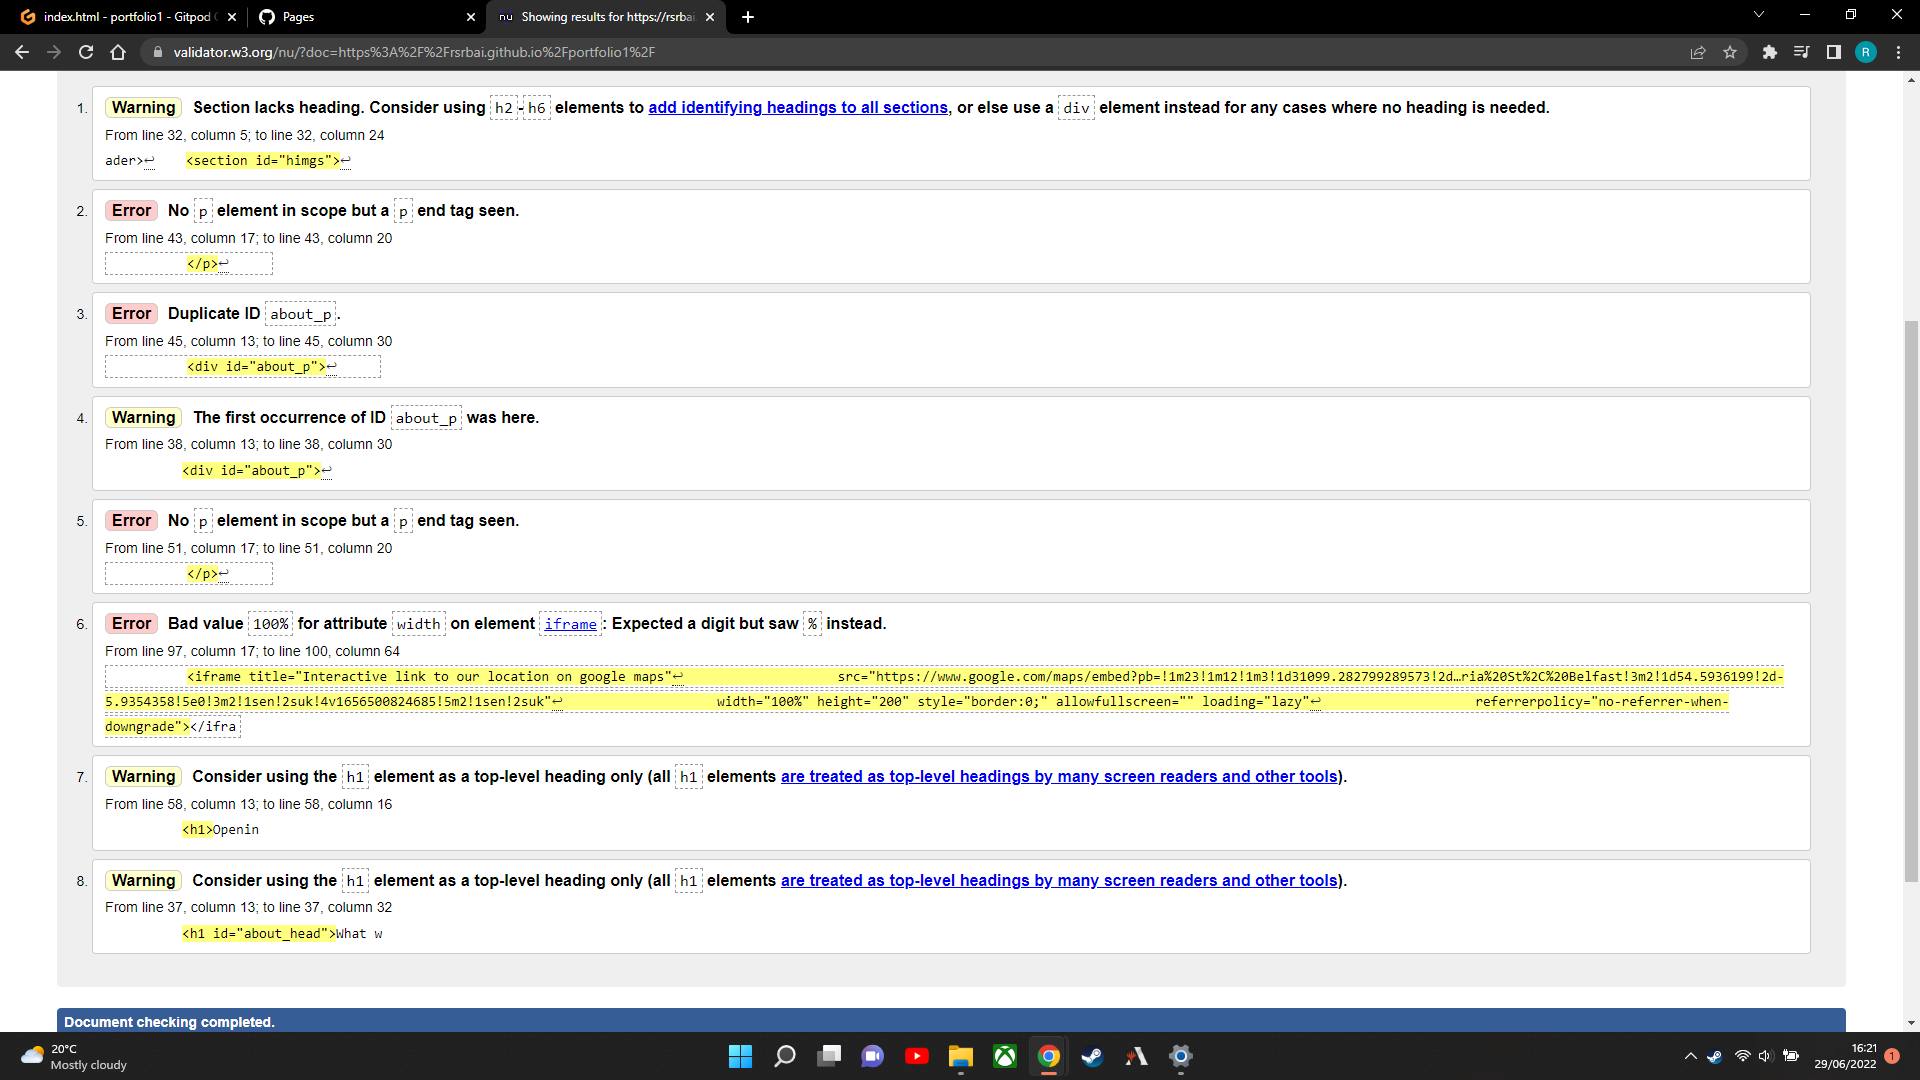 index.html - portfolio1 - Gitpod
Pages
Showing results for https://rsrbai
validator.w3.org/nu/?doc=https%3A%2F%2Frsrbai.github.io%2Fportfolio1%2F
R
1. Warning Section lacks heading. Consider using h2-h6 elements to add identifying headings to all sections, or else use a div element instead for any cases where no heading is needed.
From line 32, column 5; to line 32, column 24
ader>↩ <section id="himgs">↩
2. Error No p element in scope but a p end tag seen.
From line 43, column 17; to line 43, column 20
</p>↩
3. Error Duplicate ID about_p.
From line 45, column 13; to line 45, column 30
<div id="about_p">↩
4. Warning The first occurrence of ID about_p was here.
From line 38, column 13; to line 38, column 30
<div id="about_p">↩
5. Error No p element in scope but a p end tag seen.
From line 51, column 17; to line 51, column 20
</p>↩
6. Error Bad value 100% for attribute width on element iframe: Expected a digit but saw % instead.
From line 97, column 17; to line 100, column 64
<iframe title="Interactive link to our location on google maps"↩ src="https://www.google.com/maps/embed?pb=!1m23!1m12!1m3!1d31099.282799289573!2d…ria%20St%2C%20Belfast!3m2!1d54.5936199!2d-
5.9354358!5e0!3m2!1sen!2suk!4v1656500824685!5m2!1sen!2suk"↩ width="100%" height="200" style="border:0;" allowfullscreen="" loading="lazy"↩ referrerpolicy="no-referrer-when-
downgrade"></ifra
7. Warning Consider using the h1 element as a top-level heading only (all h1 elements are treated as top-level headings by many screen readers and other tools).
From line 58, column 13; to line 58, column 16
<h1>Openin
8. Warning Consider using the h1 element as a top-level heading only (all h1 elements are treated as top-level headings by many screen readers and other tools).
From line 37, column 13; to line 37, column 32
<h1 id="about_head">What w
Document checking completed.
20°C
Mostly cloudy
16:21
29/06/2022
1